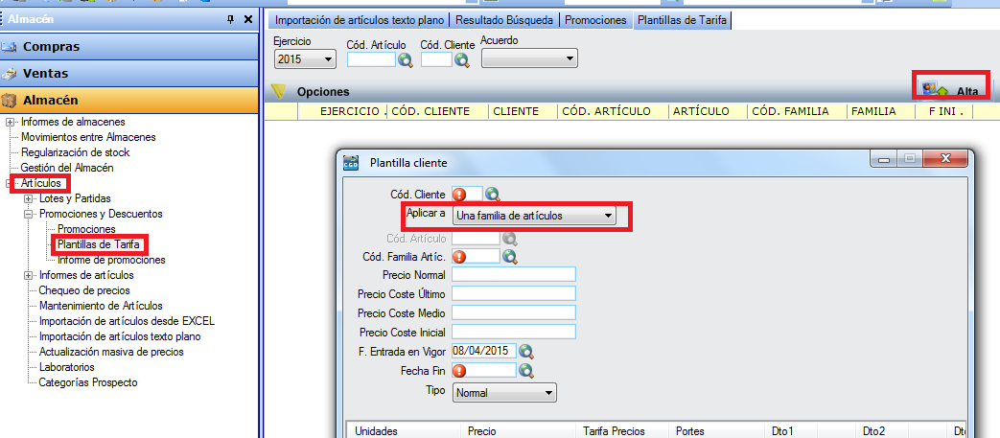 Almacén
Compras
Ventas
Almacén
Informes de almacenes
Movimientos entre Almacenes
Regularización de stock
Gestión del Almacén
Artículos
Lotes y Partidas
Promociones y Descuentos
Promociones
Plantillas de Tarifa
Informe de promociones
Informes de artículos
Chequeo de precios
Mantenimiento de Artículos
Importación de artículos desde EXCEL
Importación de artículos texto plano
Actualización masiva de precios
Laboratorios
Categorías Prospecto
Importación de artículos texto plano Resultado Búsqueda Promociones Plantillas de Tarifa
Ejercicio Cód. Artículo Cód. Cliente Acuerdo
2015
Opciones Alta
EJERCICIO . CÓD. CLIENTE CLIENTE CÓD. ARTÍCULO ARTÍCULO CÓD. FAMILIA FAMILIA F INI .
CGD Plantilla cliente
Cód. Cliente
Aplicar a Una familia de artículos
Cód. Artículo
Cód. Familia Artíc.
Precio Normal
Precio Coste Último
Precio Coste Medio
Precio Coste Inicial
F. Entrada en Vigor 08/04/2015
Fecha Fin
Tipo Normal
Unidades Precio Tarifa Precios Portes Dto1 Dto2